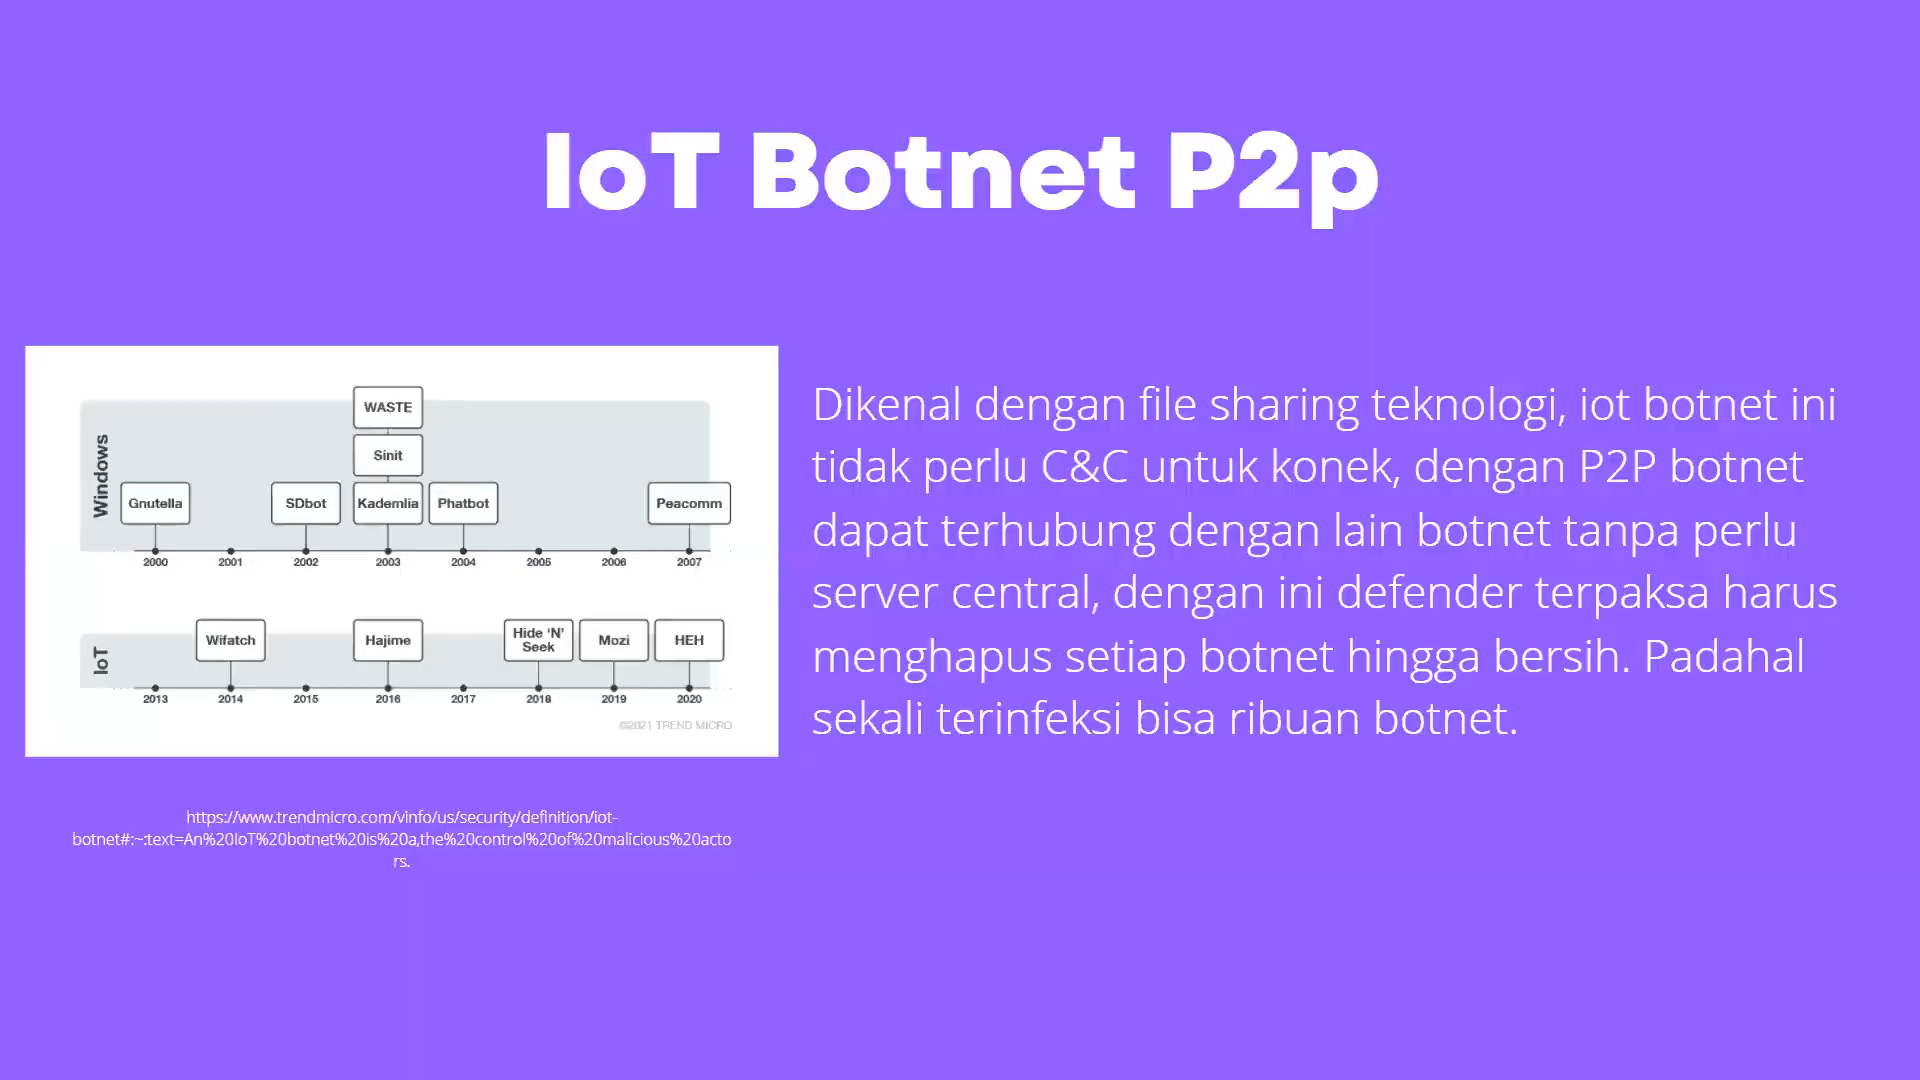 IoT Botnet P2p
Windows
WASTE
Sinit
Gnutella
SDbot
Kademlia
Phatbot
Peacomm
2000 2001 2002 2003 2004 2005 2006 2007
IoT
Wifatch
Hajime
Hide ‘N’
Seek
Mozi
HEH
2013 2014 2015 2016 2017 2018 2019 2020
©2021 TREND MICRO
https://www.trendmicro.com/vinfo/us/security/definition/iot-
botnet#:~:text=An%20IoT%20botnet%20is%20a,the%20control%20of%20malicious%20acto
rs.
Dikenal dengan file sharing teknologi, iot botnet ini
tidak perlu C&C untuk konek, dengan P2P botnet
dapat terhubung dengan lain botnet tanpa perlu
server central, dengan ini defender terpaksa harus
menghapus setiap botnet hingga bersih. Padahal
sekali terinfeksi bisa ribuan botnet.